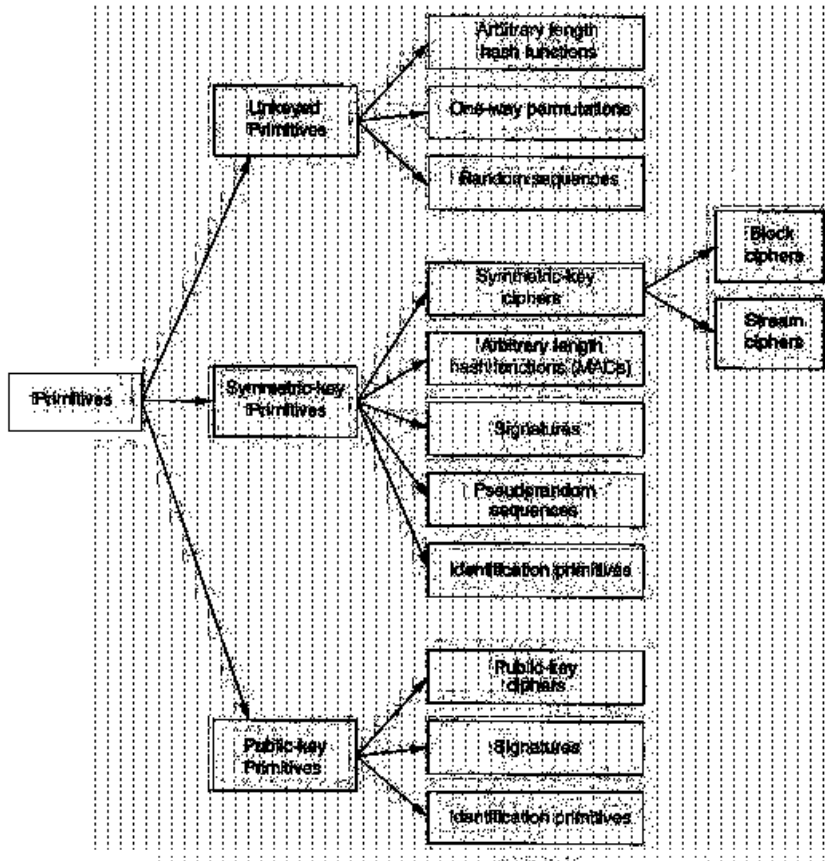 Arbitrary length
hash functions
Unkeyed
Primitives
One-way permutations
Random sequences
Block
ciphers
Symmetric-key
ciphers
Stream
ciphers
Arbitrary length
hash functions (MACs)
Primitives
Symmetric-key
Primitives
Signatures
Pseudorandom
sequences
Identification primitives
Public-key
ciphers
Public-key
Primitives
Signatures
Identification primitives